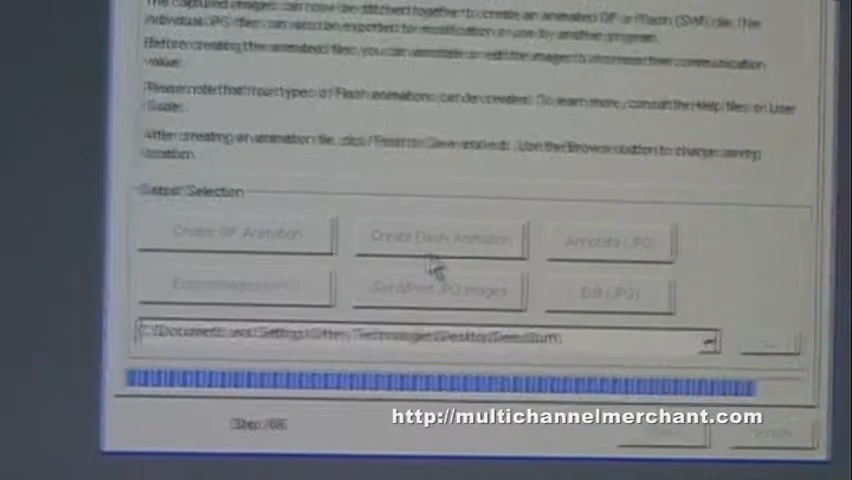 The captured images can now be stitched together to create an animated GIF or Flash (SWF) file. The
individual JPG files can also be exported for modification or use by another program.
Before creating the animated files, you can annotate or edit the images to increase their communication
value.
Please note that four types of Flash animations can be created. To learn more, consult the Help files or User
Guide.
After creating an animation file, click Finish to Save and exit. Use the Browse button to change saving
location.
Output Selection
Create GIF Animation
Create Flash Animation
Annotate (JPG)
Export Images (JPG)
Send/Print JPG Images
Edit (JPG)
...
http://multichannelmerchant.com
Finish